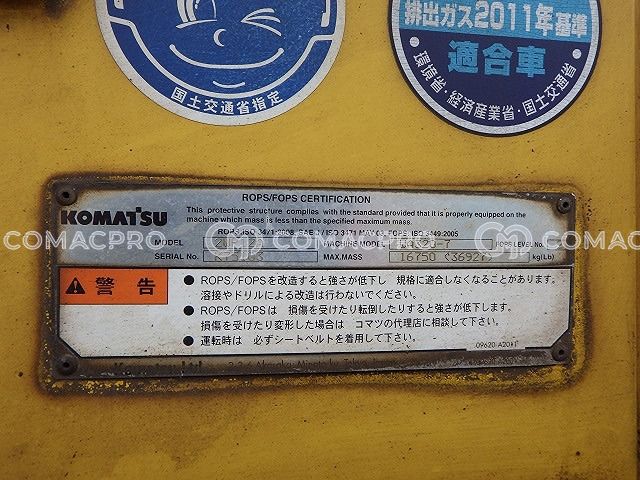 国土交通省指定
排出ガス2011年基準
適合車
・環境省・経済産業省・国土交通省
ROPS/FOPS CERTIFICATION
KOMATSU
This protective structure complies with the standard provided that it is properly equipped on the
machine which mass is less than the specified maximum mass.
MODEL
MACHINE MODEL
FOPS LEVEL No.
SERIAL No.
MAX.MASS 16750 (36927) kg(Lb)
COMACPRO COMACPRO COMACPRO
警告
● ROPS/FOPSを改造すると強さが低下し 規格に適合しなくなることがあります。
溶接やドリルによる改造は行わないでください。
● ROPS/FOPSは 損傷を受けたり転倒したりすると強さが低下します。
損傷を受けたり変形した場合は コマツの代理店に相談して下さい。
● 運転時は 必ずシートベルトを着用して下さい。
COMACPRO COMACPRO COMACPRO